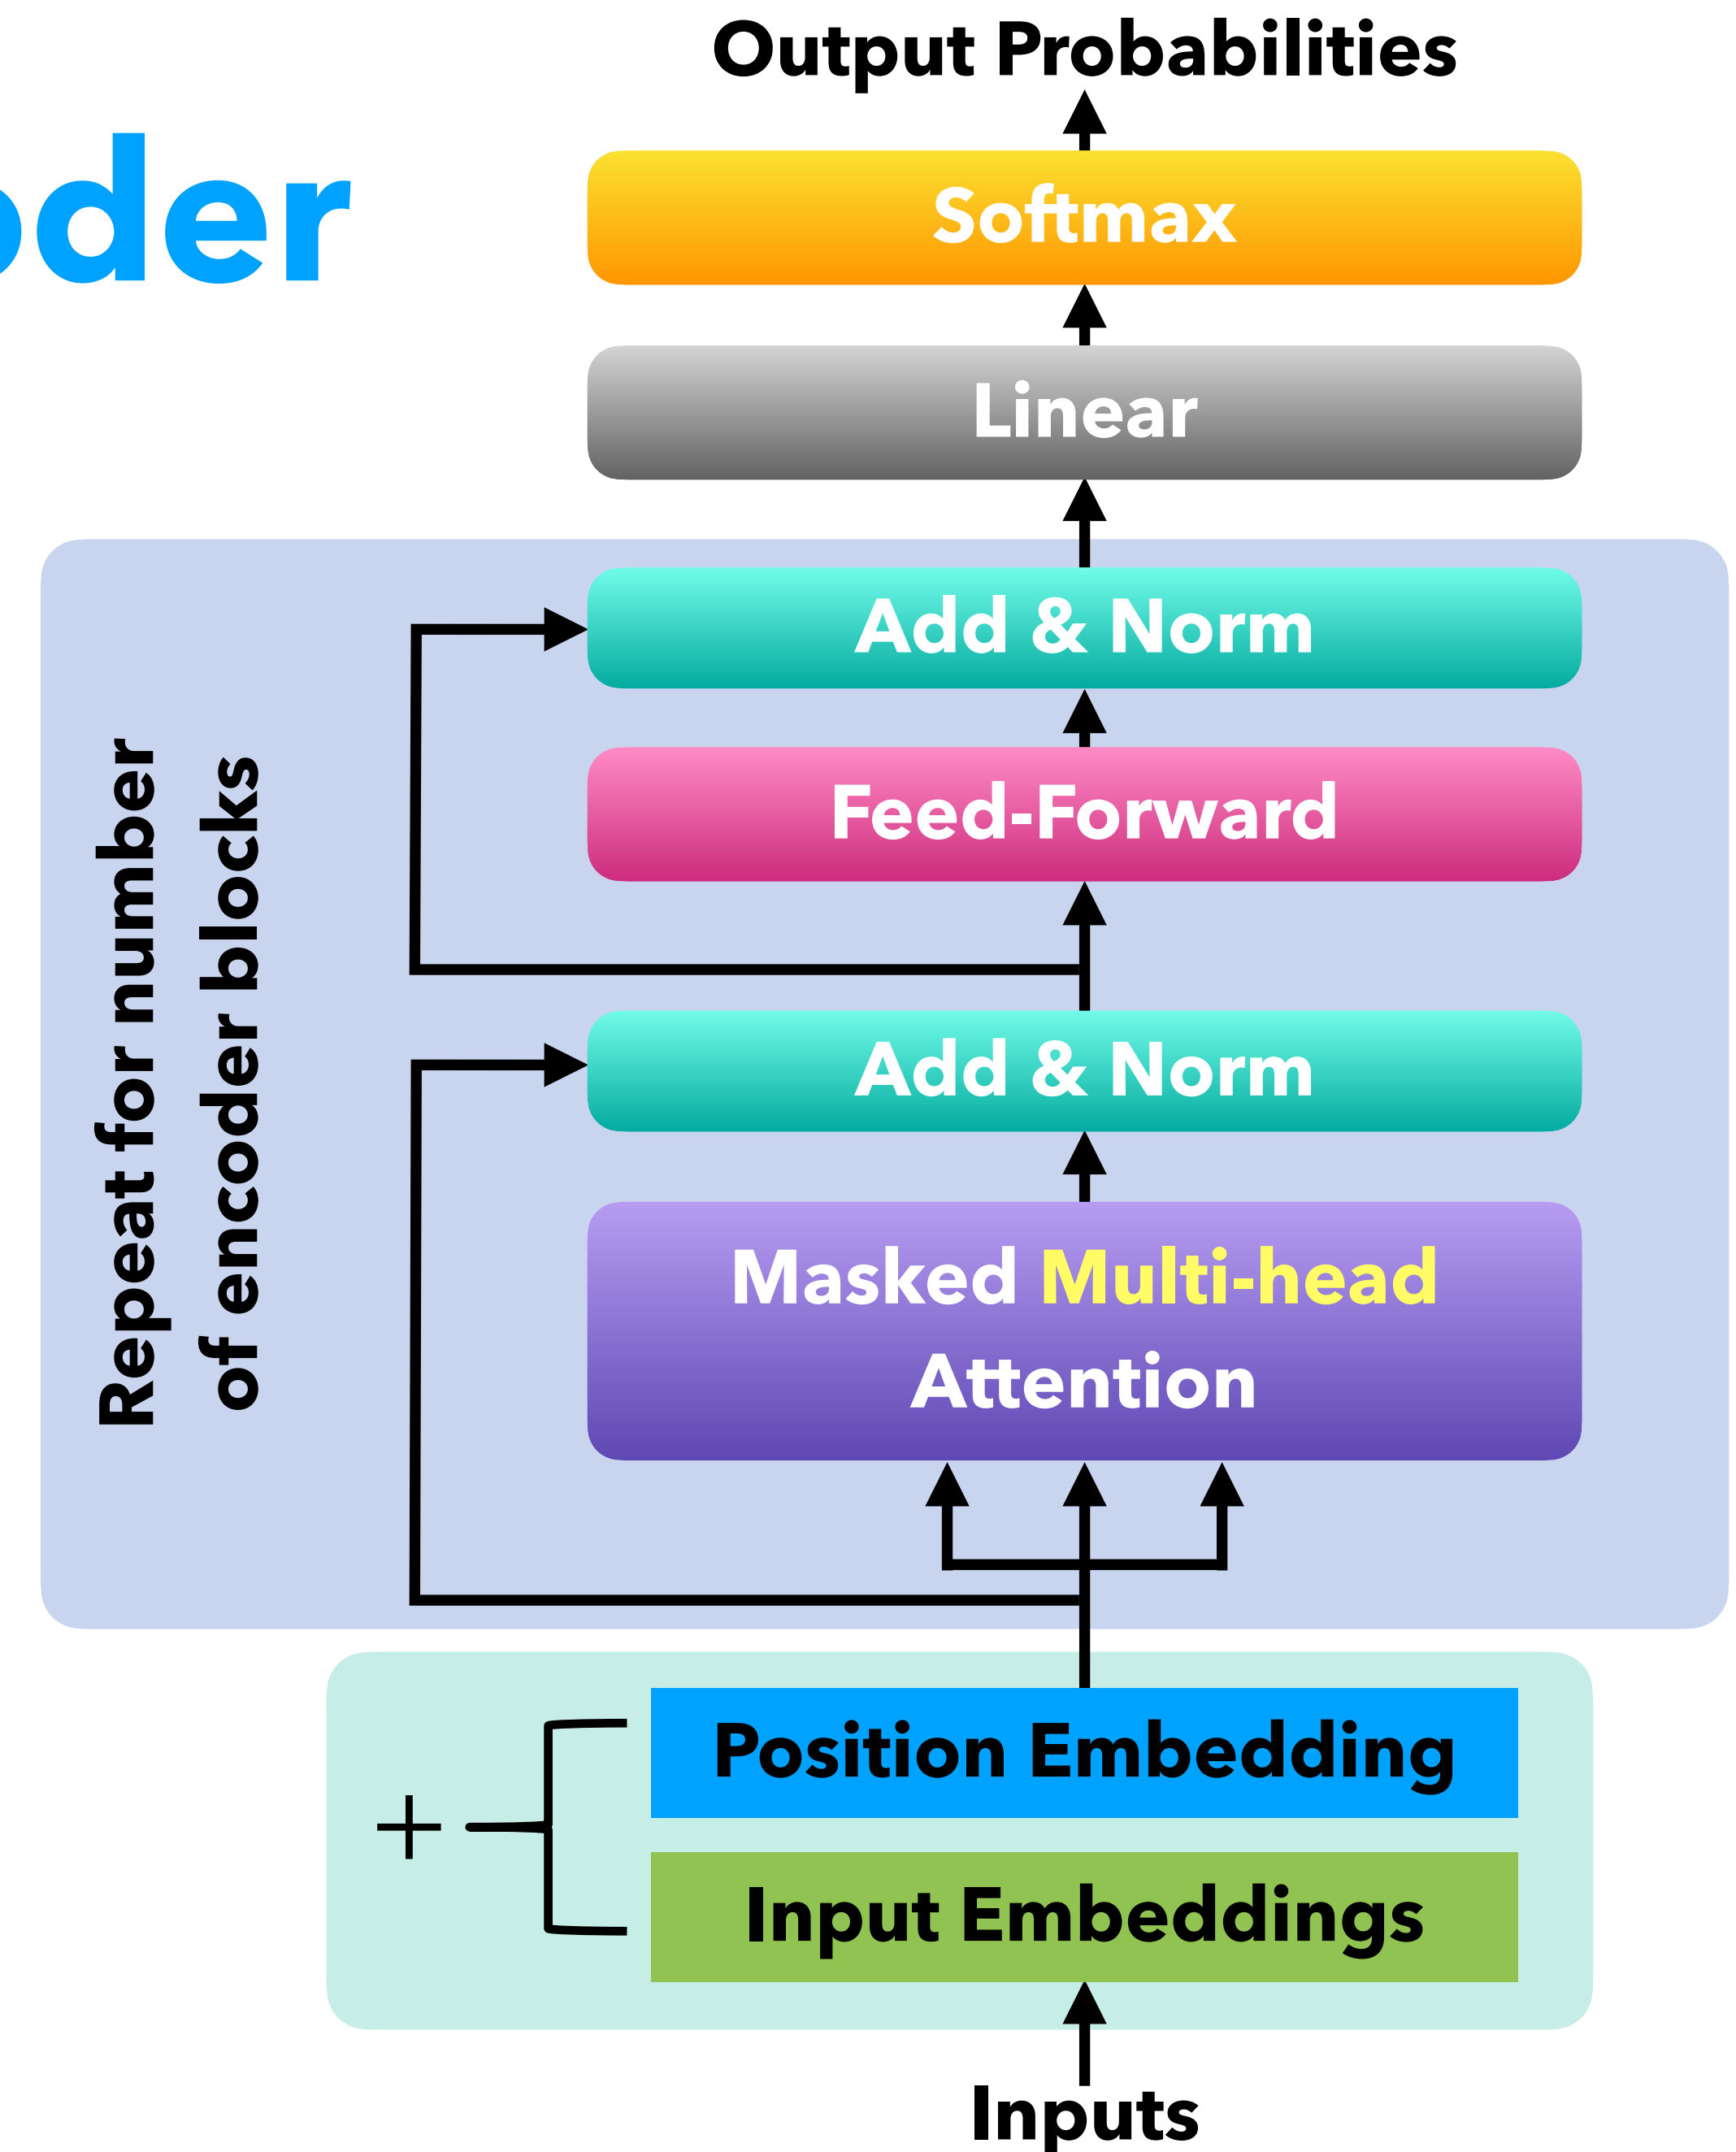 Output Probabilities
oder
Softmax
Linear
Add & Norm
Feed-Forward
Add & Norm
Masked Multi-head
Attention
Repeat for number
of encoder blocks
+
Position Embedding
Input Embeddings
Inputs